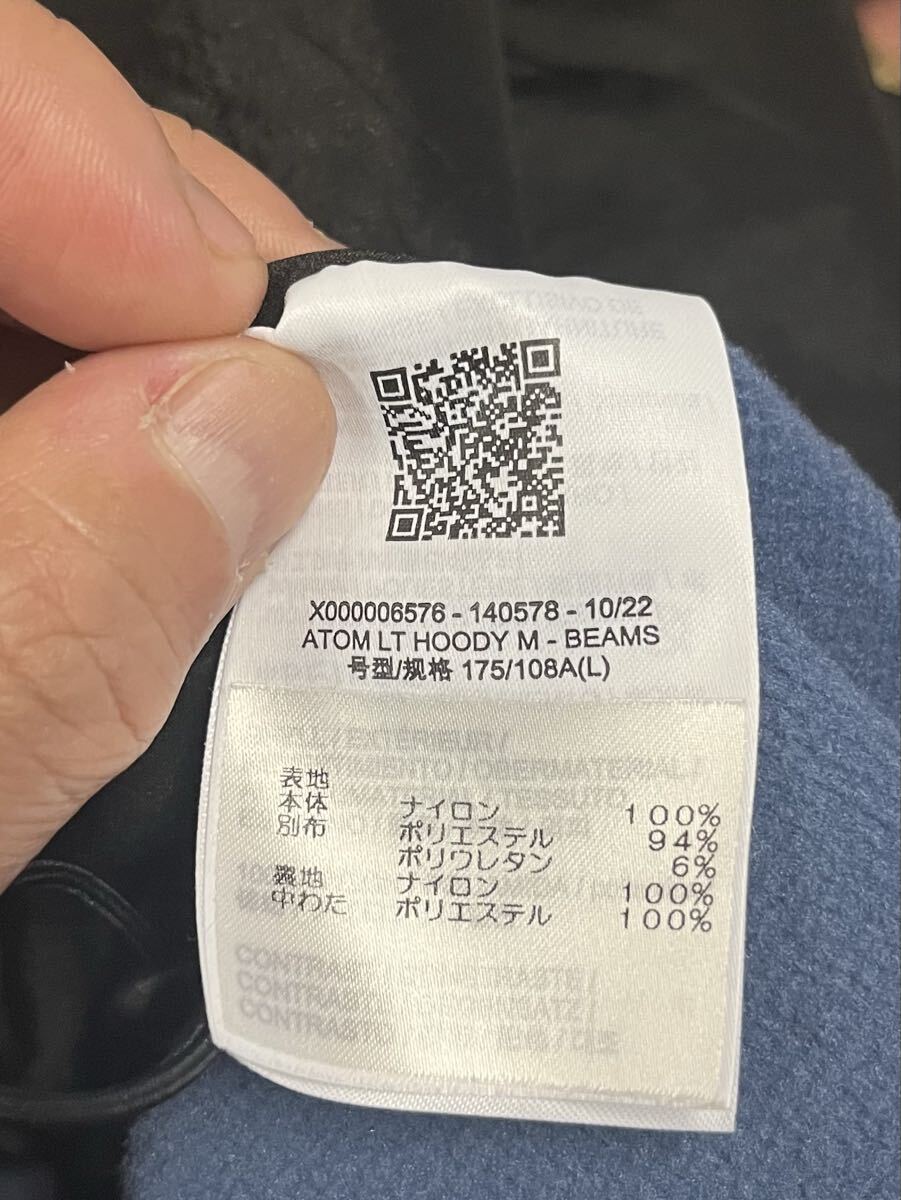 X000006576 - 140578 - 10/22
ATOM LT HOODY M - BEAMS
号型/规格 175/108A(L)
表地
本体 ナイロン 100%
別布 ポリエステル 94%
ポリウレタン 6%
裏地 ナイロン 100%
中わた ポリエステル 100%